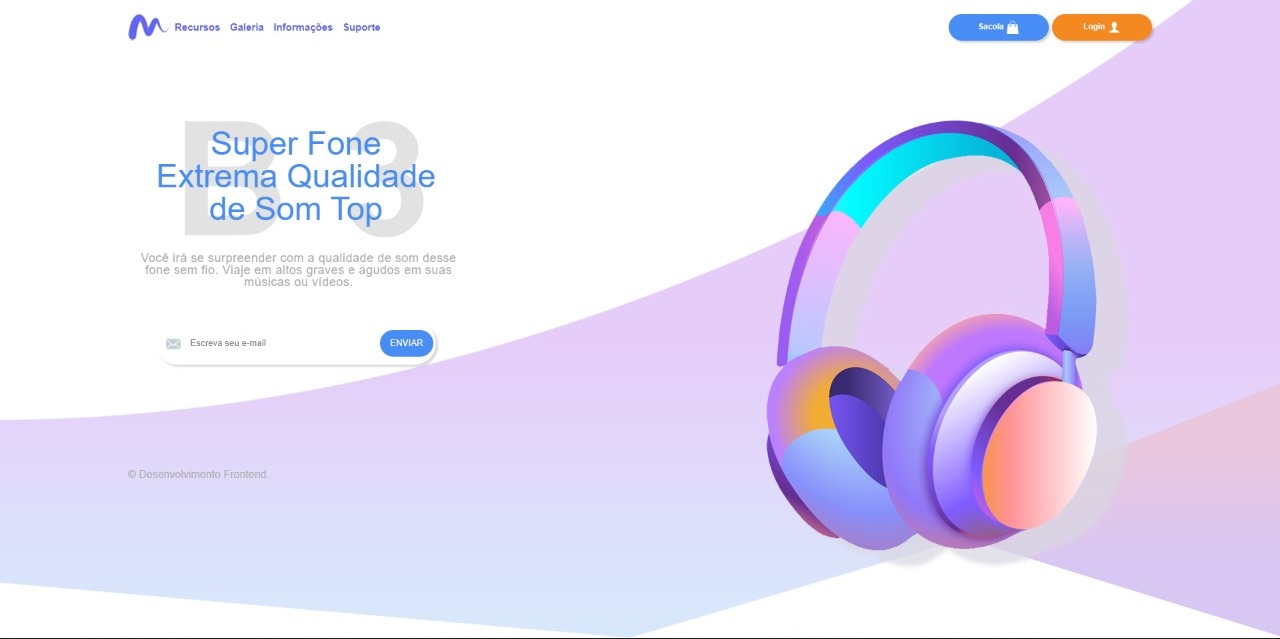 Recursos Galeria Informações Suporte
Sacola
Login
B 3
Super Fone
Extrema Qualidade
de Som Top
Você irá se surpreender com a qualidade de som desse
fone sem fio. Viaje em altos graves e agudos em suas
músicas ou vídeos.
Escreva seu e-mail
ENVIAR
© Desenvolvimento Frontend.